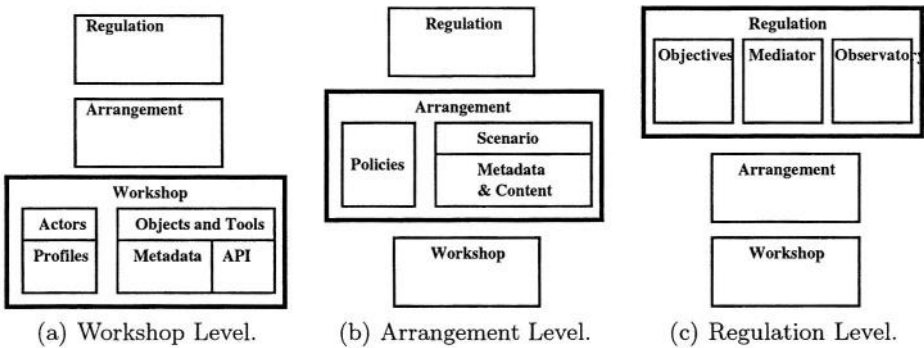 Regulation
Arrangement
Workshop
Actors
Objects and Tools
Profiles
Metadata
API
(a) Workshop Level.
Regulation
Arrangement
Policies
Scenario
Metadata
& Content
Workshop
(b) Arrangement Level.
Regulation
Objectives
Mediator
Observatory
Arrangement
Workshop
(c) Regulation Level.